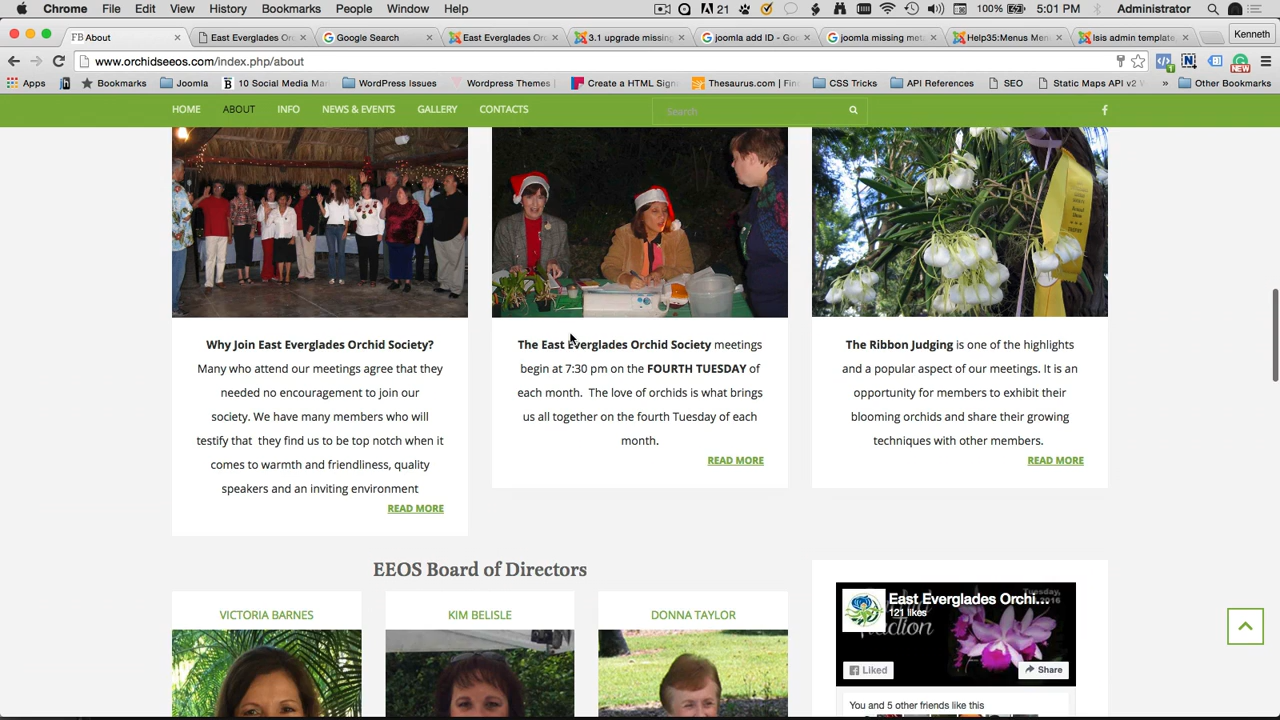 Chrome File Edit View History Bookmarks People Window Help 21 100% 5:01 PM Administrator
FB About East Everglades Or Google Search East Everglades Or 3.1 upgrade missing joomla add ID - Go joomla missing met Help35:Menus Men Isis admin template Kenneth
www.orchidseeos.com/index.php/about
Apps Bookmarks Joomla 10 Social Media Ma WordPress Issues WordPress Themes | Create a HTML Sign Thesaurus.com | Fin CSS Tricks API References SEO Static Maps API v2 » Other Bookmarks
NEW
HOME ABOUT INFO NEWS & EVENTS GALLERY CONTACTS Search
Why Join East Everglades Orchid Society?
Many who attend our meetings agree that they
needed no encouragement to join our
society. We have many members who will
testify that they find us to be top notch when it
comes to warmth and friendliness, quality
speakers and an inviting environment
READ MORE
The East Everglades Orchid Society meetings
begin at 7:30 pm on the FOURTH TUESDAY of
each month. The love of orchids is what brings
us all together on the fourth Tuesday of each
month.
READ MORE
The Ribbon Judging is one of the highlights
and a popular aspect of our meetings. It is an
opportunity for members to exhibit their
blooming orchids and share their growing
techniques with other members.
READ MORE
EEOS Board of Directors
VICTORIA BARNES
KIM BELISLE
DONNA TAYLOR
East Everglades Orchi...
121 likes
Liked
Share
You and 5 other friends like this